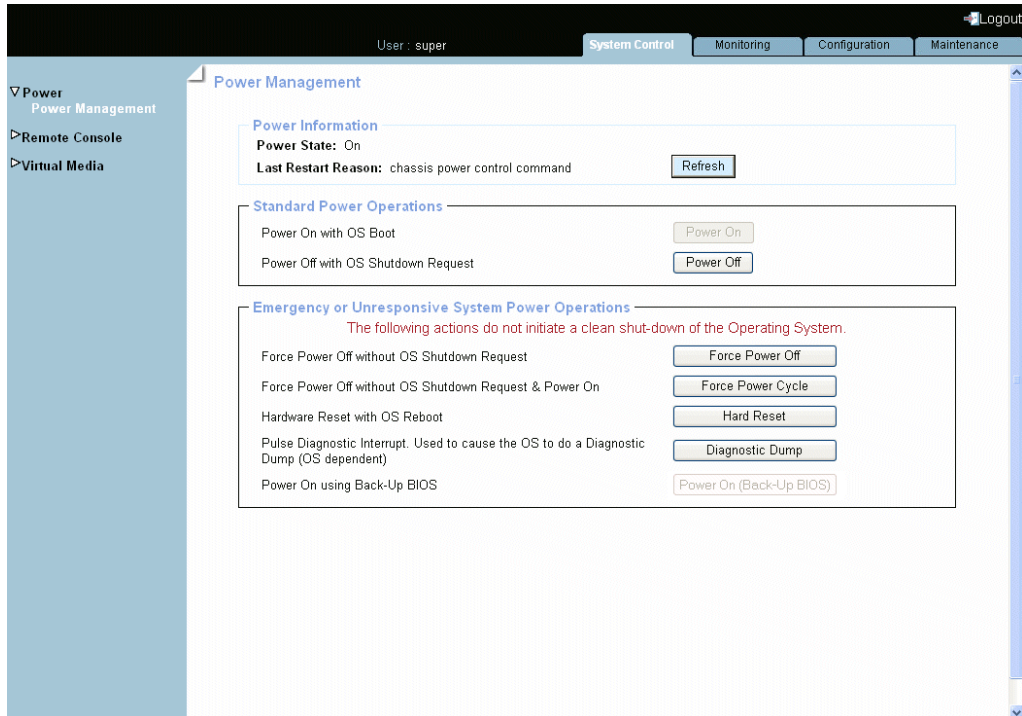 Logout
User : super
System Control
Monitoring
Configuration
Maintenance
Power
Power Management
Remote Console
Virtual Media
Power Management
Power Information
Power State: On
Last Restart Reason: chassis power control command
Refresh
Standard Power Operations
Power On with OS Boot
Power On
Power Off with OS Shutdown Request
Power Off
Emergency or Unresponsive System Power Operations
The following actions do not initiate a clean shut-down of the Operating System.
Force Power Off without OS Shutdown Request
Force Power Off
Force Power Off without OS Shutdown Request & Power On
Force Power Cycle
Hardware Reset with OS Reboot
Hard Reset
Pulse Diagnostic Interrupt. Used to cause the OS to do a Diagnostic
Dump (OS dependent)
Diagnostic Dump
Power On using Back-Up BIOS
Power On (Back-Up BIOS)